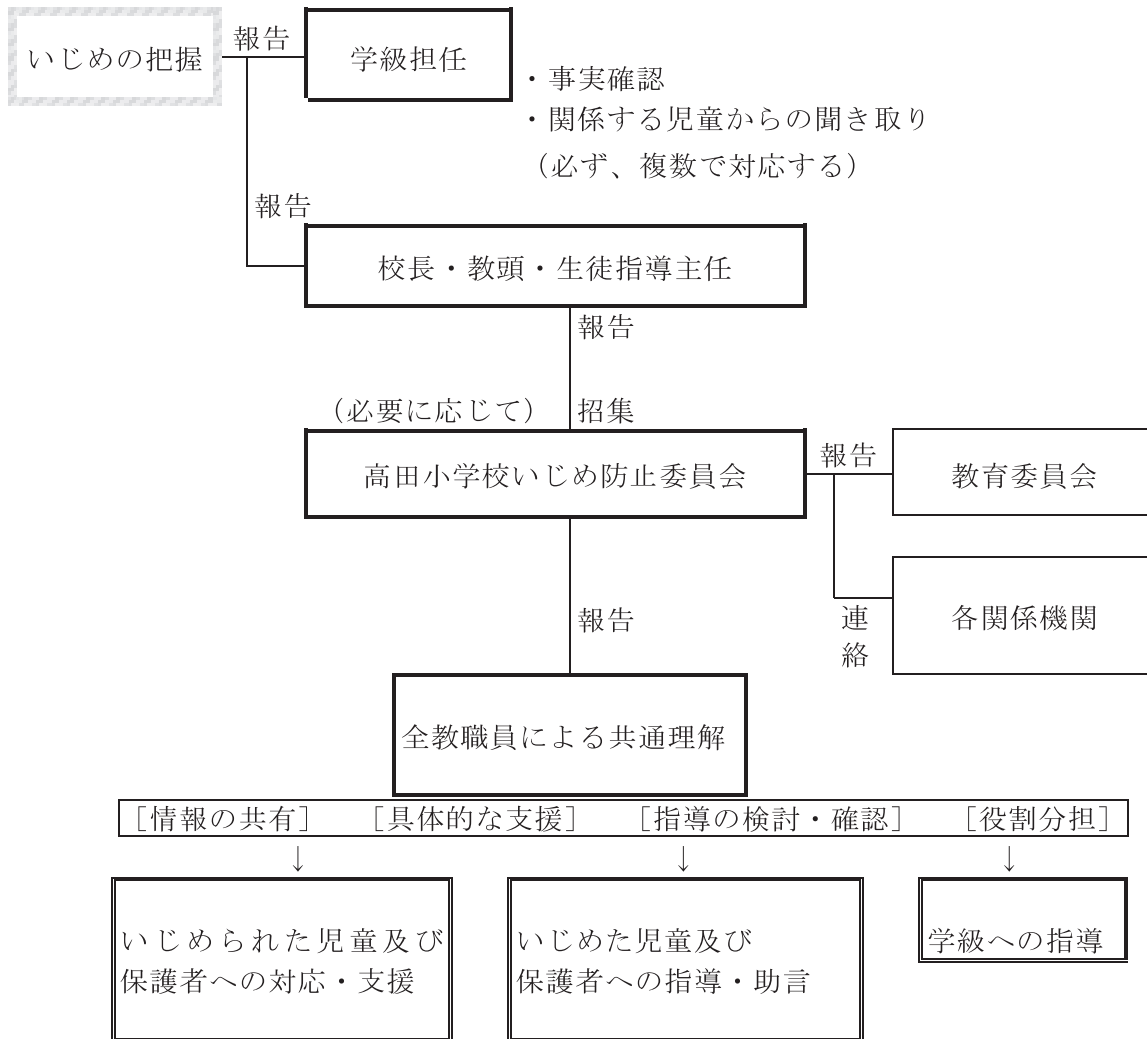 いじめの把握
報告
学級担任
・事実確認
・関係する児童からの聞き取り
（必ず、複数で対応する）
報告
校長・教頭・生徒指導主任
報告
（必要に応じて）
招集
高田小学校いじめ防止委員会
報告
教育委員会
連絡
各関係機関
報告
全教職員による共通理解
［情報の共有］　［具体的な支援］　［指導の検討・確認］　［役割分担］
↓　↓　↓
いじめられた児童及び
保護者への対応・支援
いじめた児童及び
保護者への指導・助言
学級への指導